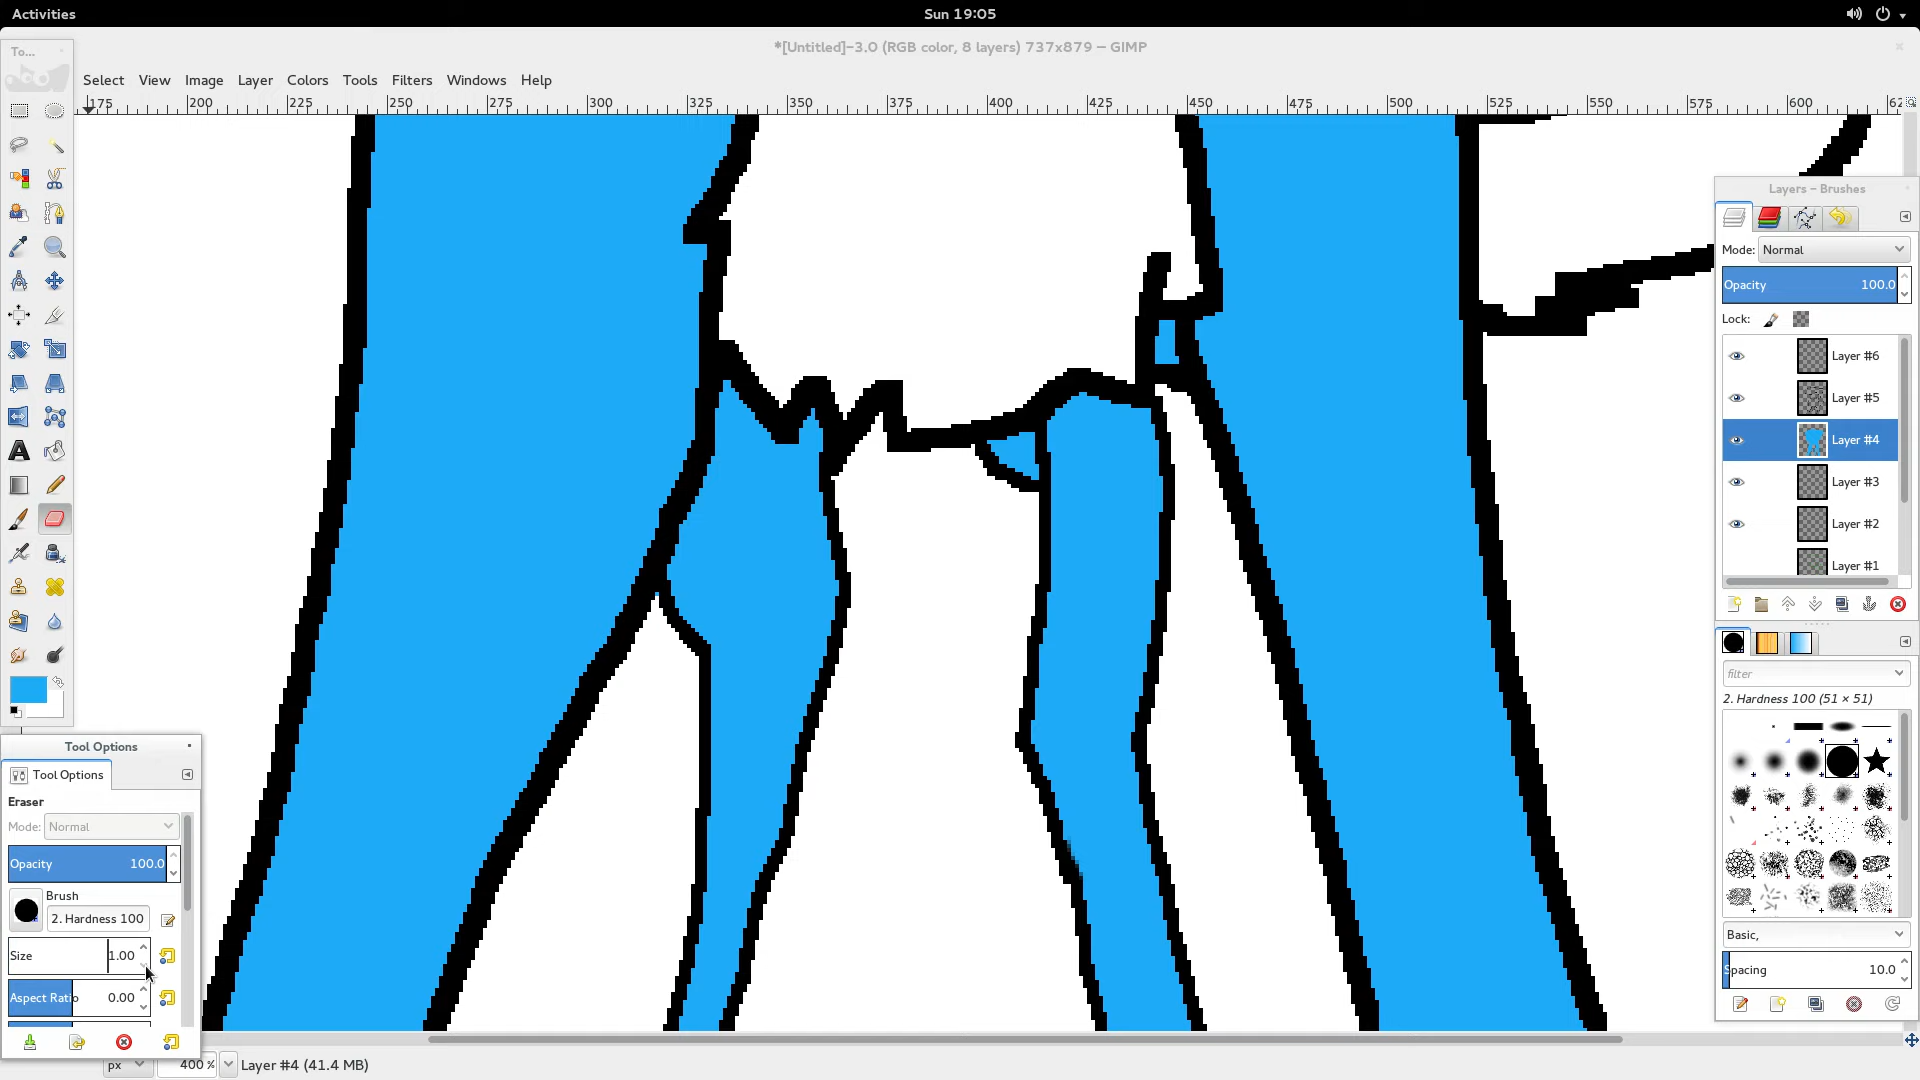 Activities
Sun 19:05
*[Untitled]-3.0 (RGB color, 8 layers) 737x879 – GIMP
To...
Select View Image Layer Colors Tools Filters Windows Help
175 200 225 250 275 300 325 350 375 400 425 450 475 500 525 550 575 600
Layers – Brushes
Mode: Normal
Opacity 100.0
Lock:
Layer #6
Layer #5
Layer #4
Layer #3
Layer #2
Layer #1
filter
2. Hardness 100 (51 × 51)
Basic,
Spacing 10.0
Tool Options
Tool Options
Eraser
Mode: Normal
Opacity 100.0
Brush
2. Hardness 100
Size 1.00
Aspect Ratio 0.00
px 400 % Layer #4 (41.4 MB)